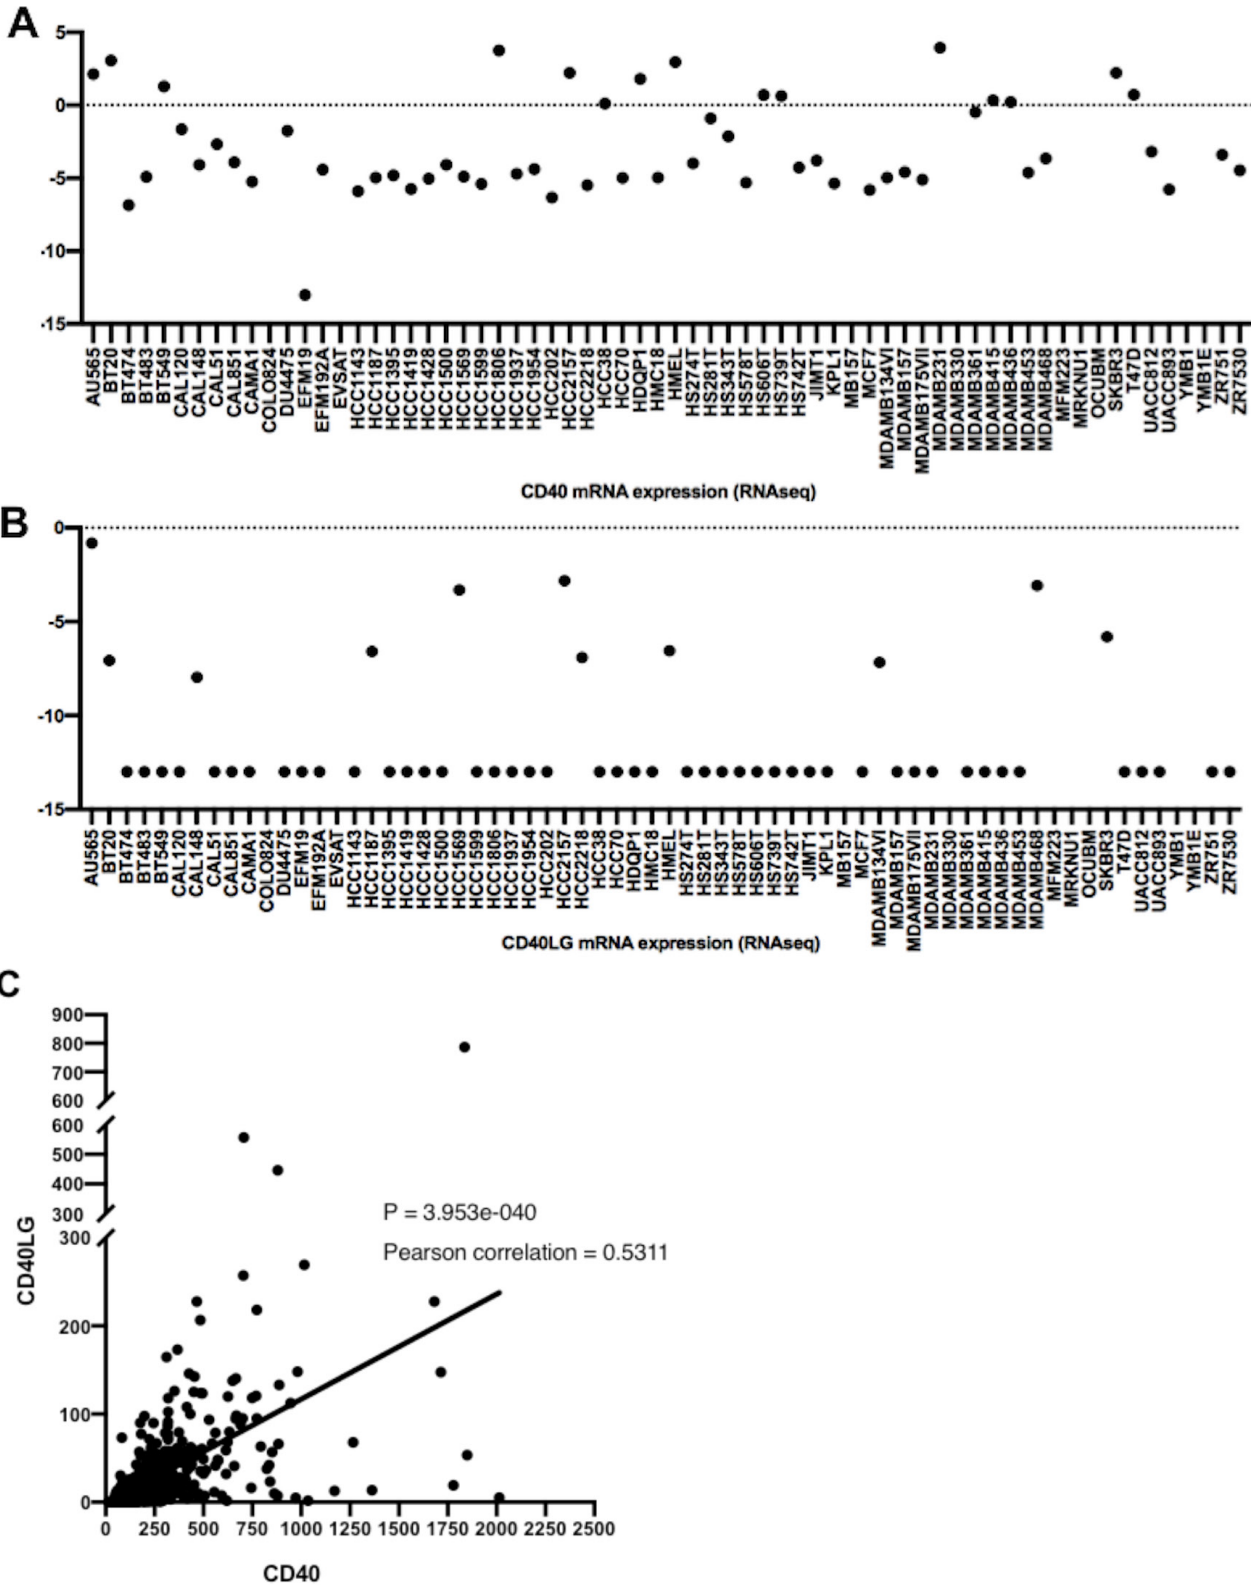 A
5
0
-5
-10
-15
AU565
BT20
BT474
BT483
BT549
CAL120
CAL148
CAL51
CAL851
CAMA1
COLO824
DU4475
EFM19
EFM192A
EVSAT
HCC1143
HCC1187
HCC1395
HCC1419
HCC1428
HCC1500
HCC1569
HCC1599
HCC1806
HCC1937
HCC1954
HCC202
HCC2157
HCC2218
HCC38
HCC70
HDQP1
HMC18
HMEL
HS274T
HS281T
HS343T
HS578T
HS606T
HS739T
HS742T
JIMT1
KPL1
MB157
MCF7
MDAMB134VI
MDAMB157
MDAMB175VII
MDAMB231
MDAMB330
MDAMB361
MDAMB415
MDAMB436
MDAMB453
MDAMB468
MFM223
MRKNU1
OCUBM
SKBR3
T47D
UACC812
UACC893
YMB1
YMB1E
ZR751
ZR7530
CD40 mRNA expression (RNAseq)
B
0
-5
-10
-15
AU565
BT20
BT474
BT483
BT549
CAL120
CAL148
CAL51
CAL851
CAMA1
COLO824
DU4475
EFM19
EFM192A
EVSAT
HCC1143
HCC1187
HCC1395
HCC1419
HCC1428
HCC1500
HCC1569
HCC1599
HCC1806
HCC1937
HCC1954
HCC202
HCC2157
HCC2218
HCC38
HCC70
HDQP1
HMC18
HMEL
HS274T
HS281T
HS343T
HS578T
HS606T
HS739T
HS742T
JIMT1
KPL1
MB157
MCF7
MDAMB134VI
MDAMB157
MDAMB175VII
MDAMB231
MDAMB330
MDAMB361
MDAMB415
MDAMB436
MDAMB453
MDAMB468
MFM223
MRKNU1
OCUBM
SKBR3
T47D
UACC812
UACC893
YMB1
YMB1E
ZR751
ZR7530
CD40LG mRNA expression (RNAseq)
C
900
800
700
600
600
500
400
300
300
200
100
0
CD40LG
P = 3.953e-040
Pearson correlation = 0.5311
0 250 500 750 1000 1250 1500 1750 2000 2250 2500
CD40